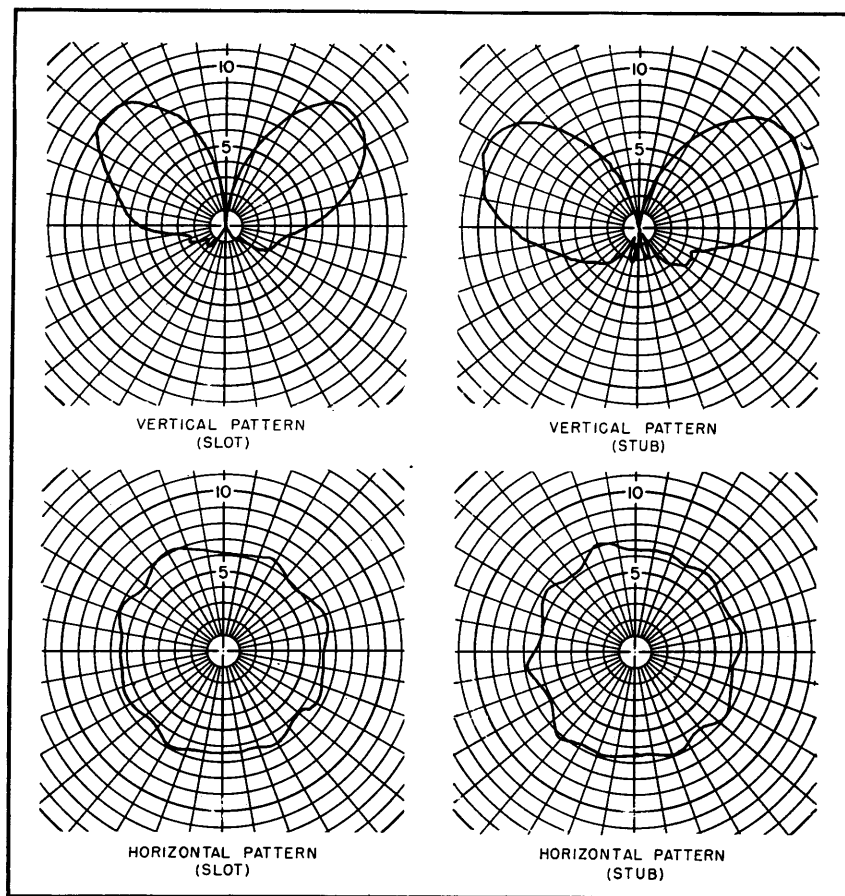 10
10
5
5
VERTICAL PATTERN
(SLOT)
VERTICAL PATTERN
(STUB)
10
10
5
5
HORIZONTAL PATTERN
(SLOT)
HORIZONTAL PATTERN
(STUB)